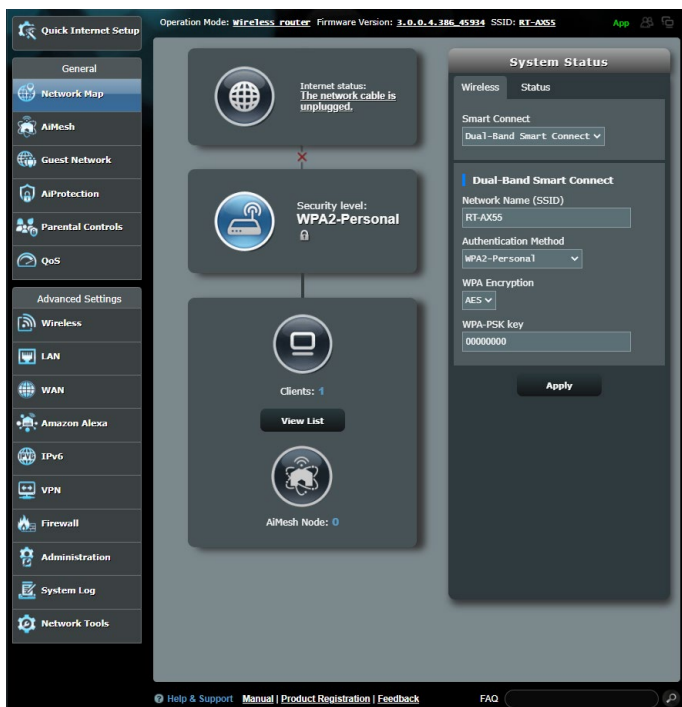 Quick Internet Setup
Operation Mode: Wireless router Firmware Version: 3.0.0.4.386_45934 SSID: RT-AX55
App
General
Network Map
AiMesh
Guest Network
AiProtection
Parental Controls
QoS
Advanced Settings
Wireless
LAN
WAN
Amazon Alexa
IPv6
VPN
Firewall
Administration
System Log
Network Tools
Internet status:
The network cable is
unplugged.
Security level:
WPA2-Personal
Clients: 1
View List
AiMesh Node: 0
System Status
Wireless Status
Smart Connect
Dual-Band Smart Connect
Dual-Band Smart Connect
Network Name (SSID)
RT-AX55
Authentication Method
WPA2-Personal
WPA Encryption
AES
WPA-PSK key
00000000
Apply
Help & Support Manual | Product Registration | Feedback
FAQ